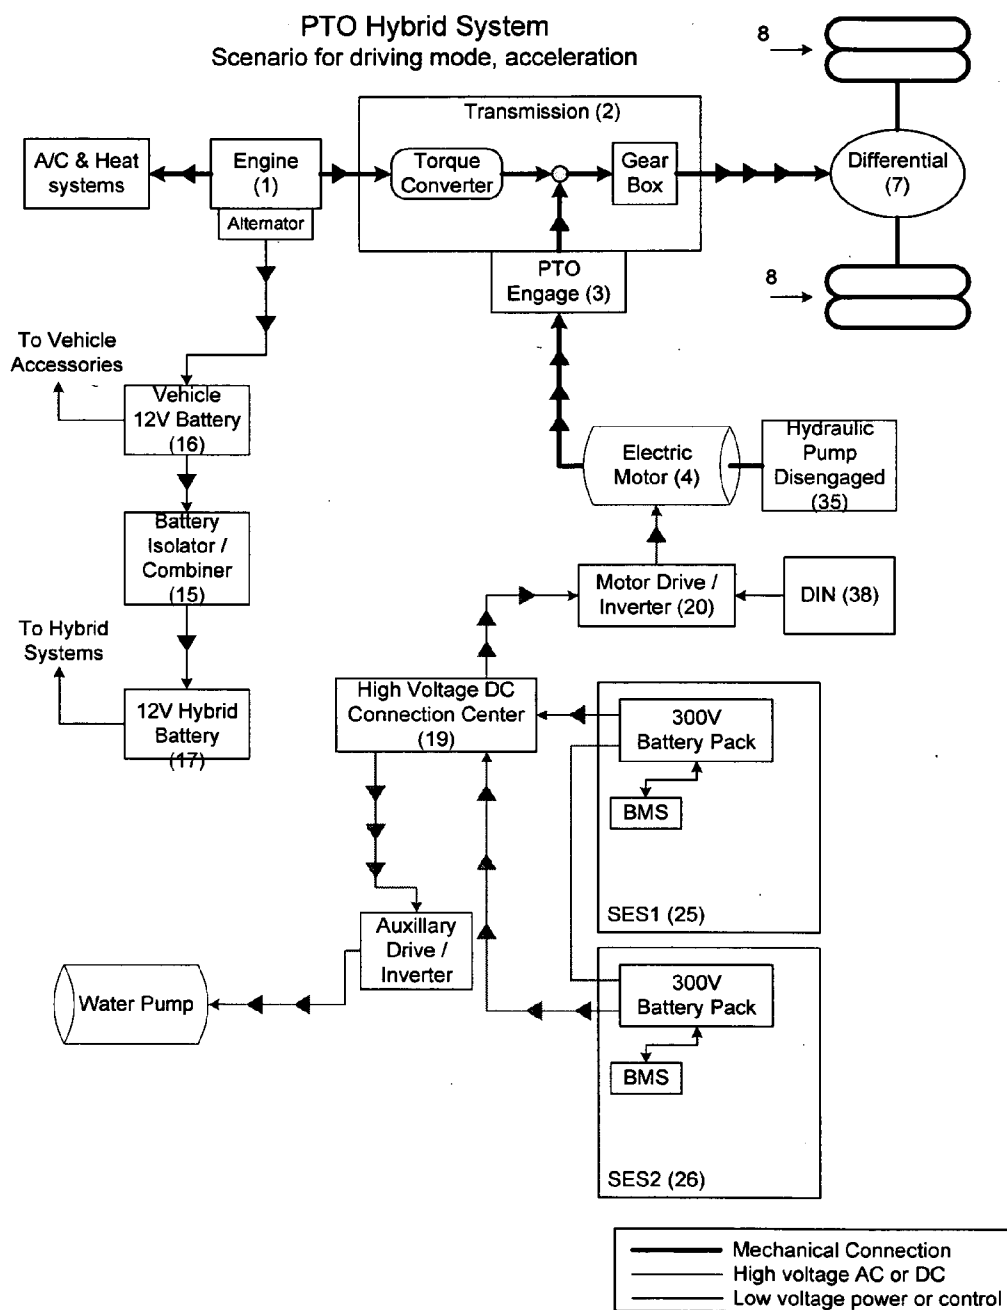 PTO Hybrid System
Scenario for driving mode, acceleration
8
Transmission (2)
A/C & Heat
systems
Engine
(1)
Alternator
Torque
Converter
Gear
Box
Differential
(7)
PTO
Engage (3)
8
To Vehicle
Accessories
Vehicle
12V Battery
(16)
Electric
Motor (4)
Hydraulic
Pump
Disengaged
(35)
Battery
Isolator /
Combiner
(15)
Motor Drive /
Inverter (20)
DIN (38)
To Hybrid
Systems
12V Hybrid
Battery
(17)
High Voltage DC
Connection Center
(19)
300V
Battery Pack
BMS
SES1 (25)
Auxillary
Drive /
Inverter
Water Pump
300V
Battery Pack
BMS
SES2 (26)
Mechanical Connection
High voltage AC or DC
Low voltage power or control